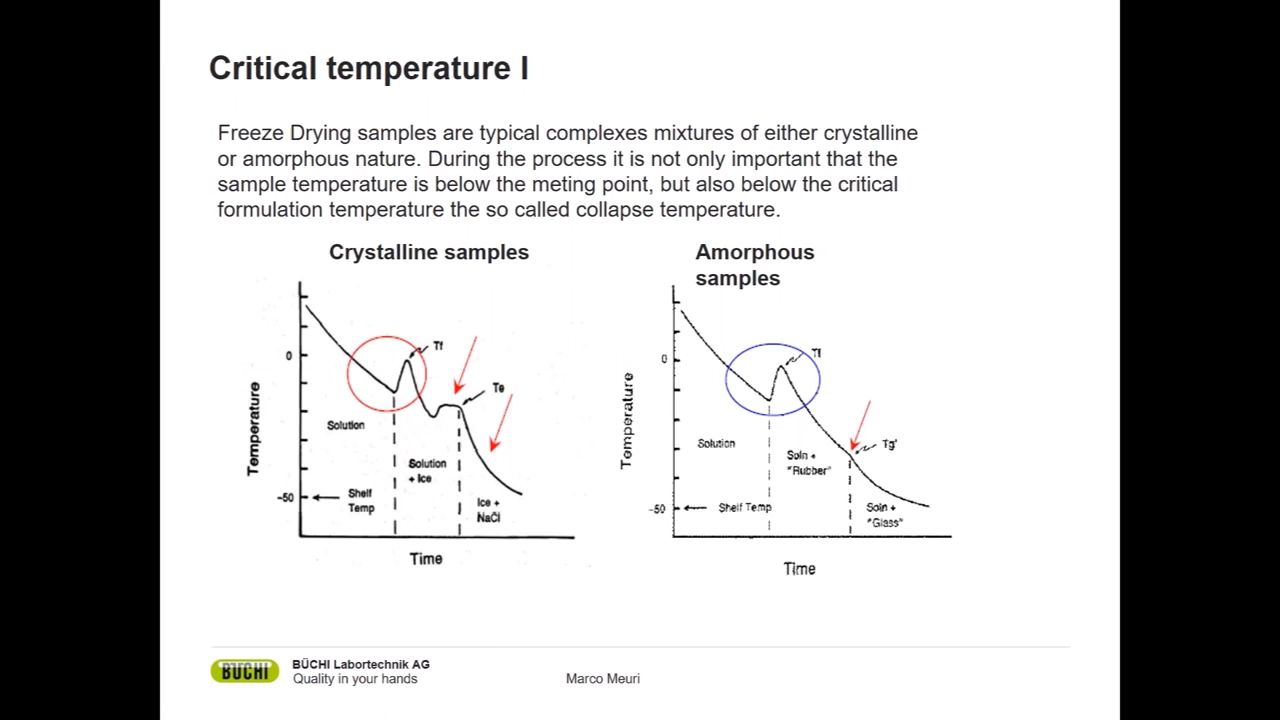 Critical temperature I
Freeze Drying samples are typical complexes mixtures of either crystalline
or amorphous nature. During the process it is not only important that the
sample temperature is below the meting point, but also below the critical
formulation temperature the so called collapse temperature.
Crystalline samples
Temperature
0
-50
Tf
Te
Solution
Solution
+ Ice
Shelf
Temp
Ice +
NaCl
Time
Amorphous
samples
Temperature
0
-50
Tf
Tg'
Solution
Soln +
"Rubber"
Shelf Temp
Soln +
"Glass"
Time
BÜCHI
BÜCHI Labortechnik AG
Quality in your hands
Marco Meuri